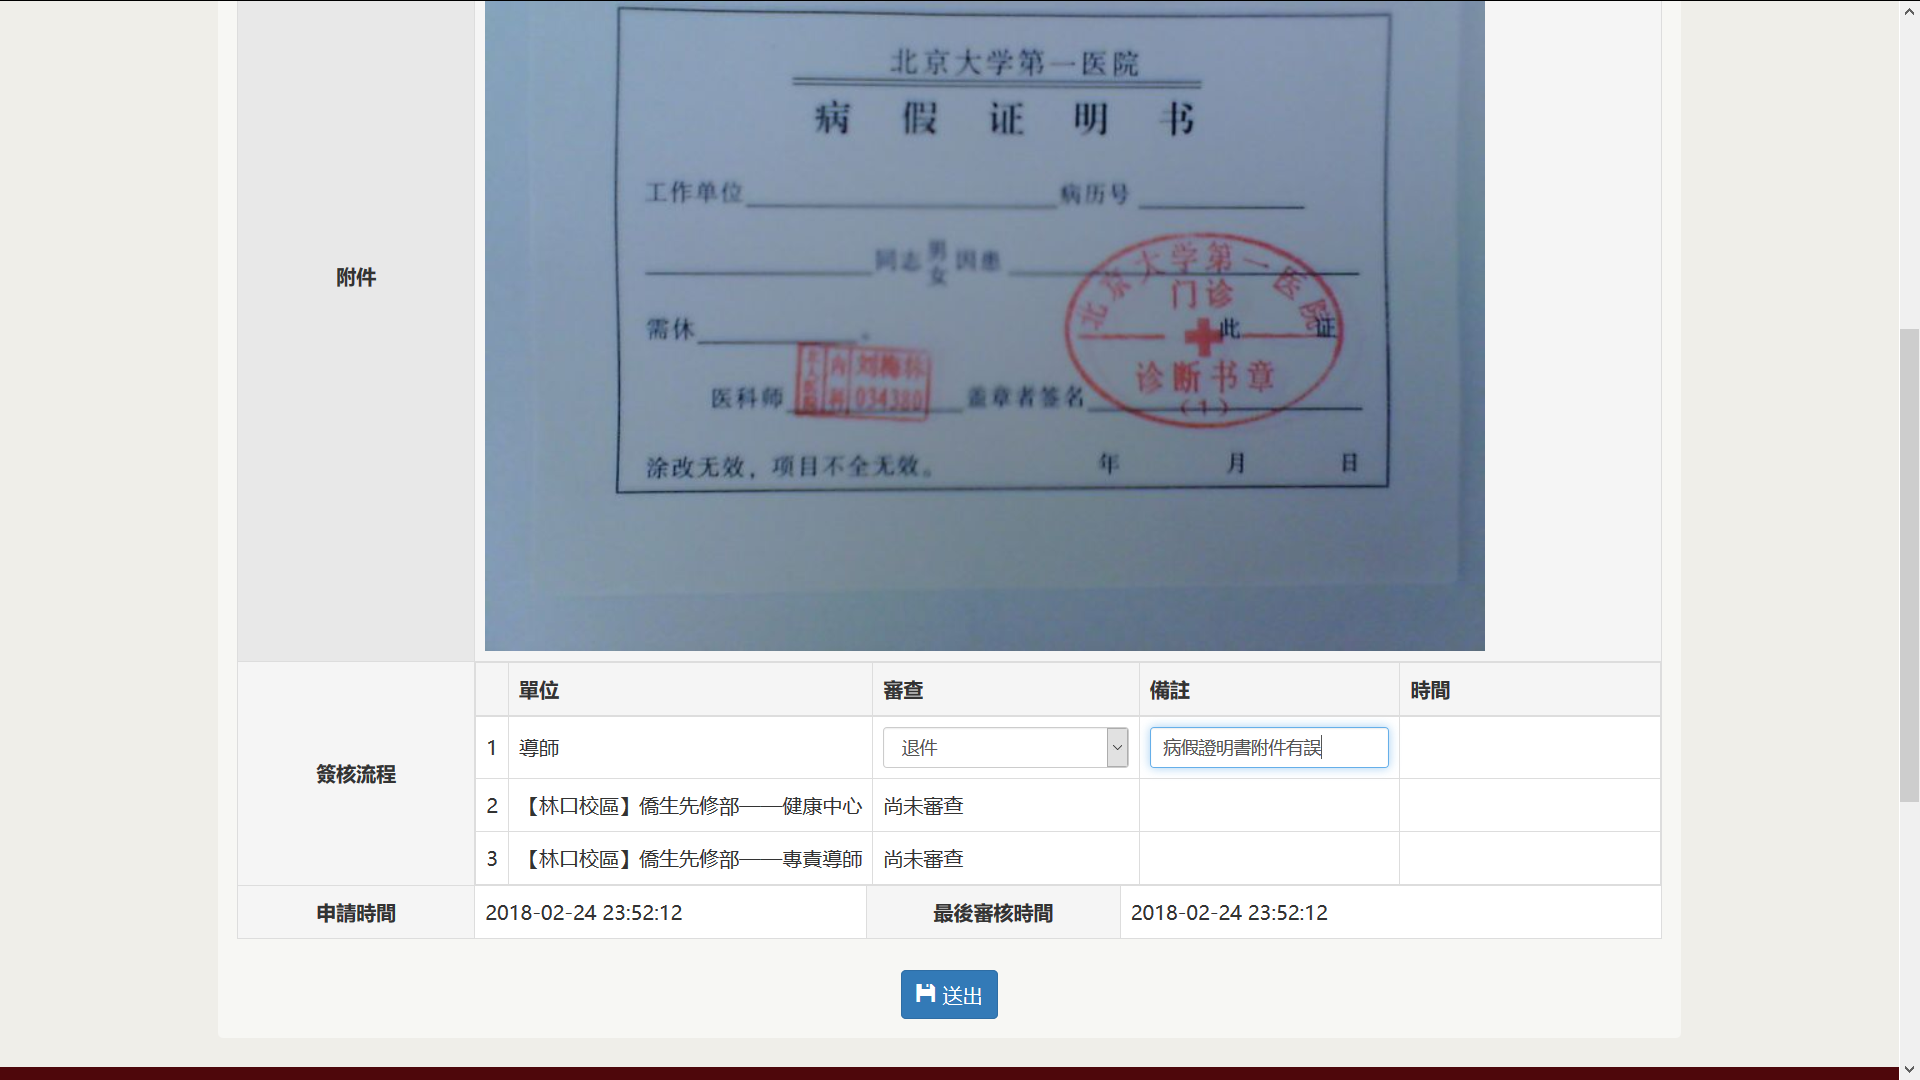 北京大学第一医院
病假证明书
工作单位 病历号
同志 男 女 因患
需休 。
此 证
医科师 盖章者签名
涂改无效，项目不全无效。 年 月 日
北京大学第一医院
门诊
诊断书章
(1)
内科
刘梅林
034380
附件
簽核流程
單位 審查 備註 時間
1 導師 退件 病假證明書附件有誤
2 【林口校區】僑生先修部——健康中心 尚未審查
3 【林口校區】僑生先修部——專責導師 尚未審查
申請時間 2018-02-24 23:52:12 最後審核時間 2018-02-24 23:52:12
送出